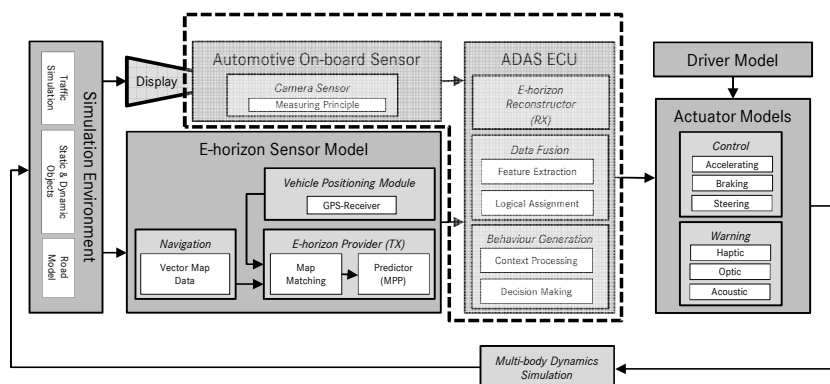 Traffic
Simulation
Static & Dynamic
Objects
Road
Model
Simulation Environment
Display
Automotive On-board Sensor
Camera Sensor
Measuring Principle
E-horizon Sensor Model
Vehicle Positioning Module
GPS-Receiver
Navigation
Vector Map
Data
E-horizon Provider (TX)
Map
Matching
Predictor
(MPP)
ADAS ECU
E-horizon
Reconstructor
(RX)
Data Fusion
Feature Extraction
Logical Assignment
Behaviour Generation
Context Processing
Decision Making
Driver Model
Actuator Models
Control
Accelerating
Braking
Steering
Warning
Haptic
Optic
Acoustic
Multi-body Dynamics
Simulation